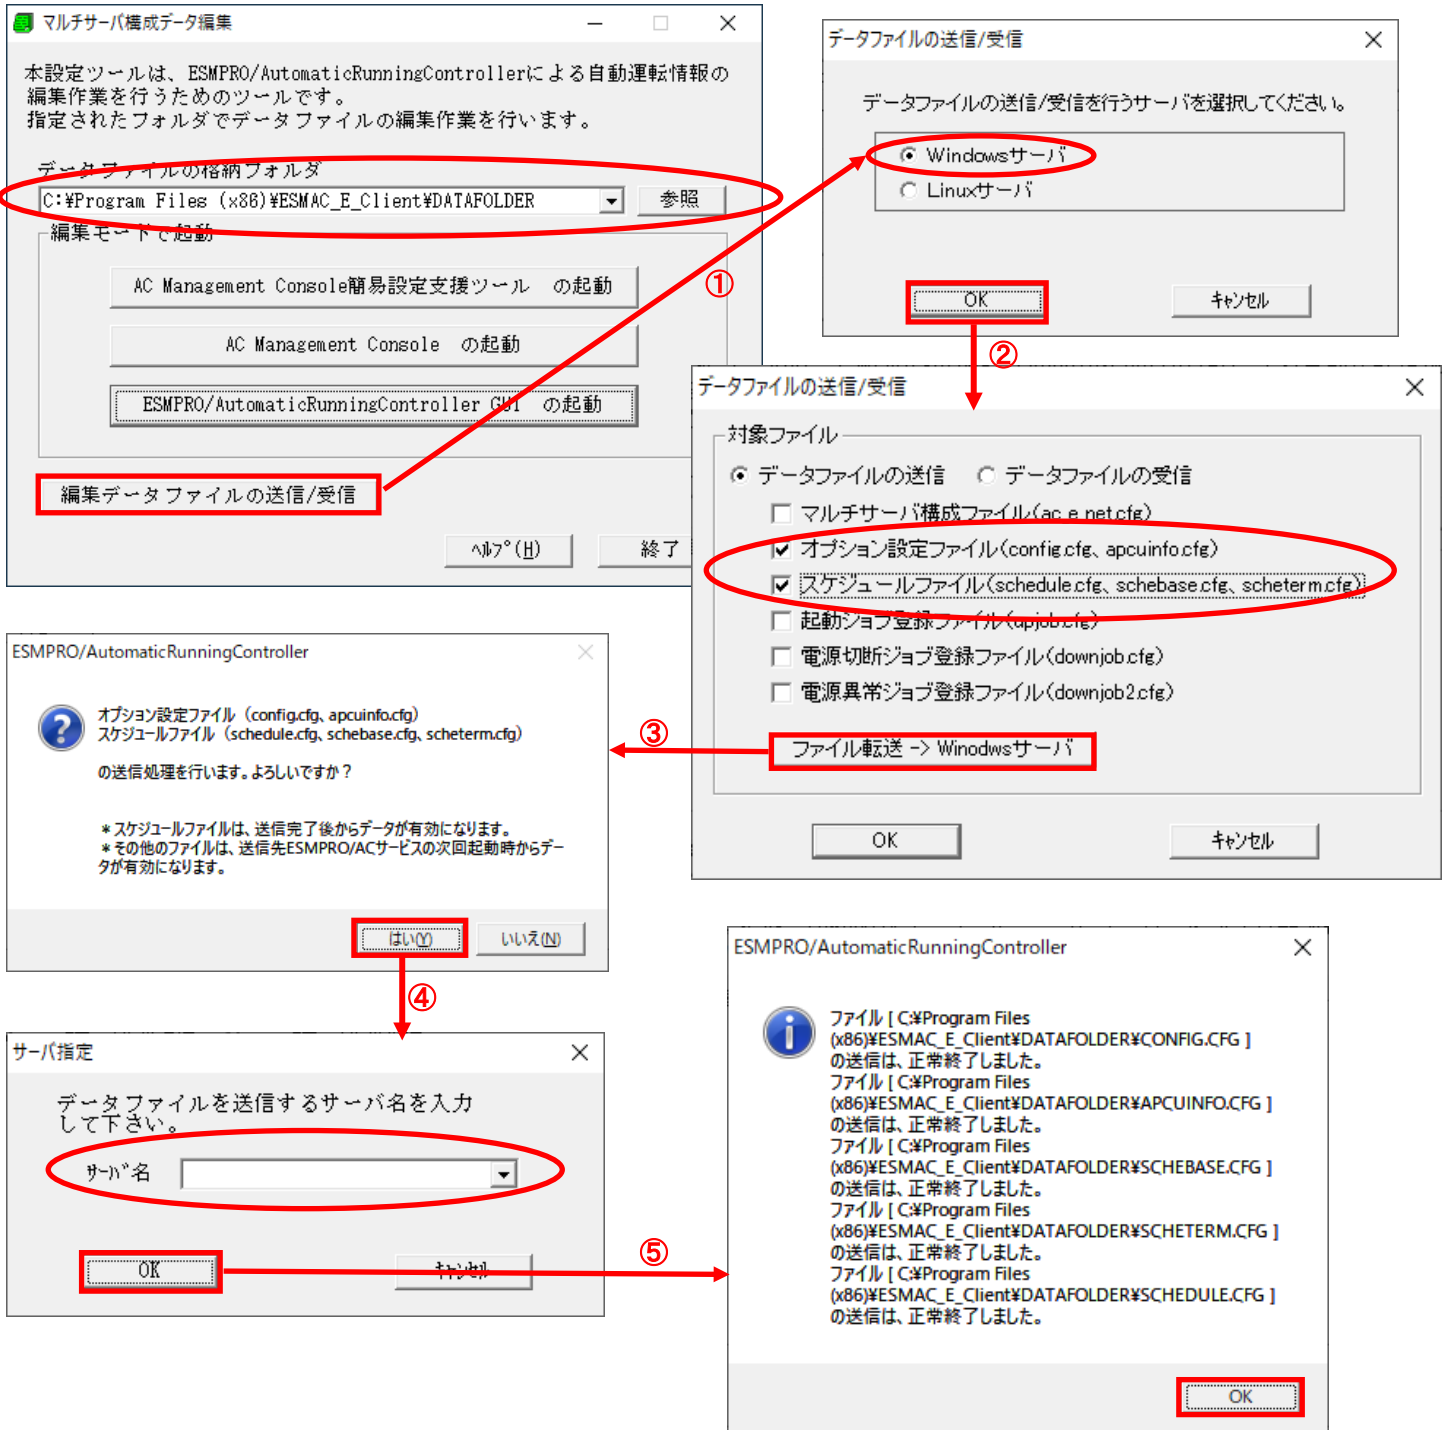 マルチサーバ構成データ編集
本設定ツールは、ESMPRO/AutomaticRunningControllerによる自動運転情報の
編集作業を行うためのツールです。
指定されたフォルダでデータファイルの編集作業を行います。
データファイルの格納フォルダ
C:¥Program Files (x86)¥ESMAC_E_Client¥DATAFOLDER
参照
編集モードで起動
AC Management Console簡易設定支援ツール の起動
AC Management Console の起動
ESMPRO/AutomaticRunningController GUI の起動
編集データファイルの送信/受信
ﾍﾙﾌﾟ(H)
終了
①
データファイルの送信/受信
データファイルの送信/受信を行うサーバを選択してください。
Windowsサーバ
Linuxサーバ
OK
ｷｬﾝｾﾙ
②
データファイルの送信/受信
対象ファイル
データファイルの送信
データファイルの受信
マルチサーバ構成ファイル(ac_e_net.cfg)
オプション設定ファイル(config.cfg、apcuinfo.cfg)
スケジュールファイル(schedule.cfg、schebase.cfg、scheterm.cfg)
起動ジョブ登録ファイル(upjob.cfg)
電源切断ジョブ登録ファイル(downjob.cfg)
電源異常ジョブ登録ファイル(downjob2.cfg)
ファイル転送 -> Winodwsサーバ
OK
ｷｬﾝｾﾙ
③
ESMPRO/AutomaticRunningController
オプション設定ファイル（config.cfg、apcuinfo.cfg)
スケジュールファイル（schedule.cfg、schebase.cfg、scheterm.cfg)
の送信処理を行います。よろしいですか？
＊スケジュールファイルは、送信完了後からデータが有効になります。
＊その他のファイルは、送信先ESMPRO/ACサービスの次回起動時からデー
タが有効になります。
はい(Y)
いいえ(N)
④
サーバ指定
データファイルを送信するサーバ名を入力
して下さい。
ｻｰﾊﾞ名
OK
ｷｬﾝｾﾙ
⑤
ESMPRO/AutomaticRunningController
ファイル [ C:¥Program Files
(x86)¥ESMAC_E_Client¥DATAFOLDER¥CONFIG.CFG ]
の送信は、正常終了しました。
ファイル [ C:¥Program Files
(x86)¥ESMAC_E_Client¥DATAFOLDER¥APCUINFO.CFG ]
の送信は、正常終了しました。
ファイル [ C:¥Program Files
(x86)¥ESMAC_E_Client¥DATAFOLDER¥SCHEBASE.CFG ]
の送信は、正常終了しました。
ファイル [ C:¥Program Files
(x86)¥ESMAC_E_Client¥DATAFOLDER¥SCHETERM.CFG ]
の送信は、正常終了しました。
ファイル [ C:¥Program Files
(x86)¥ESMAC_E_Client¥DATAFOLDER¥SCHEDULE.CFG ]
の送信は、正常終了しました。
OK